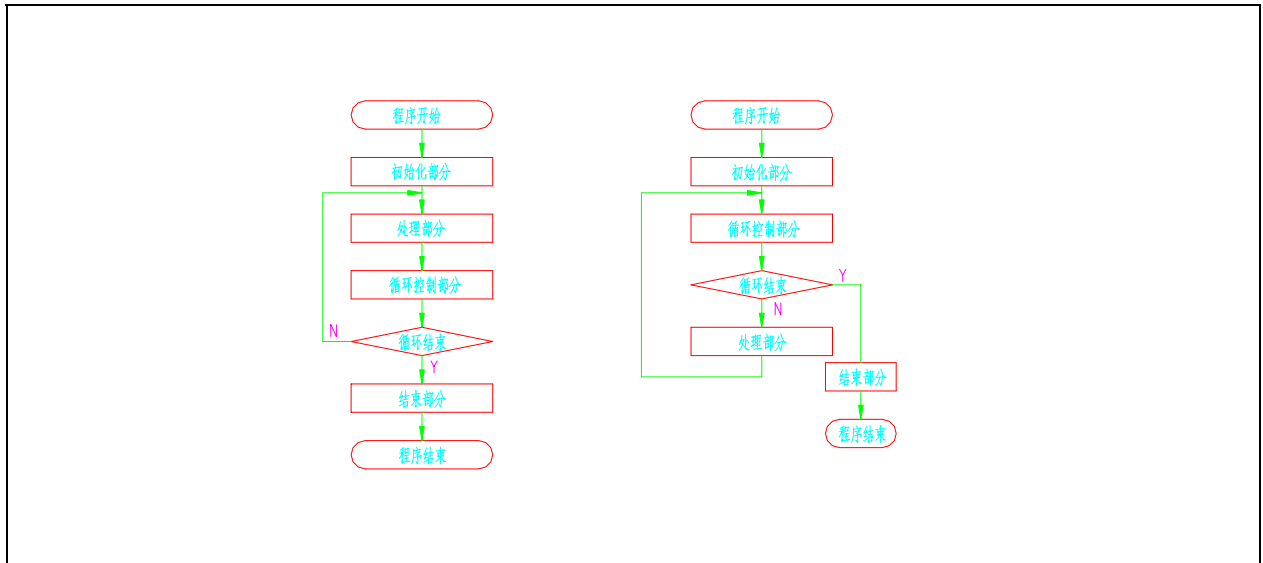 程序开始
初始化部分
处理部分
循环控制部分
N
循环结束
Y
结束部分
程序结束
程序开始
初始化部分
循环控制部分
Y
循环结束
N
处理部分
结束部分
程序结束